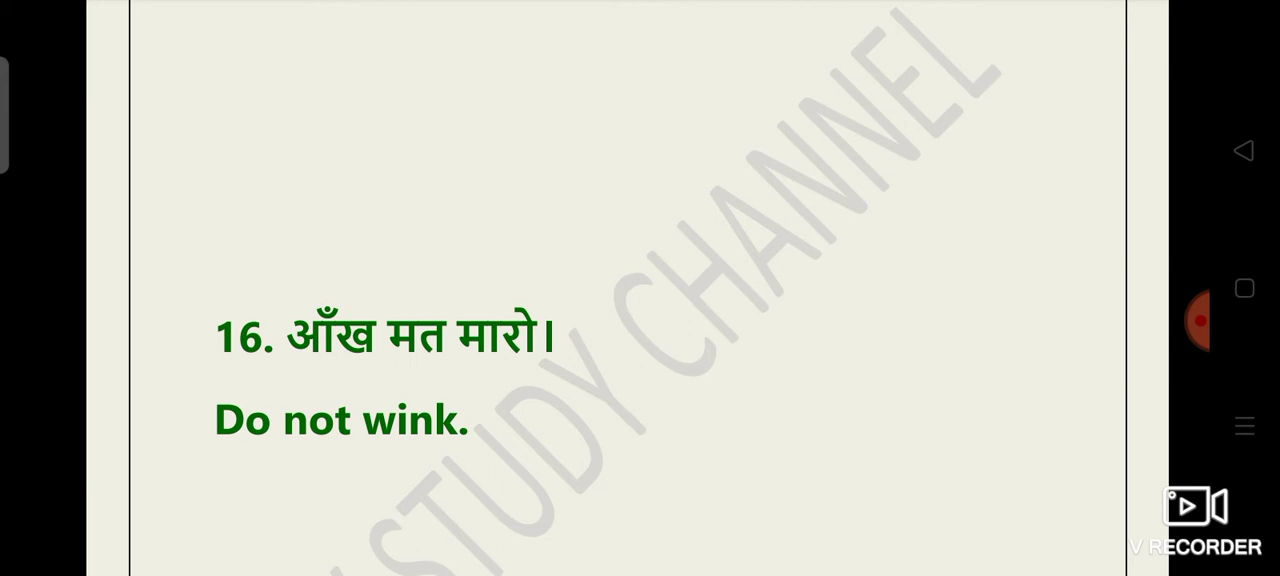 STUDY CHANNEL
16. आँख मत मारो।
Do not wink.
V RECORDER